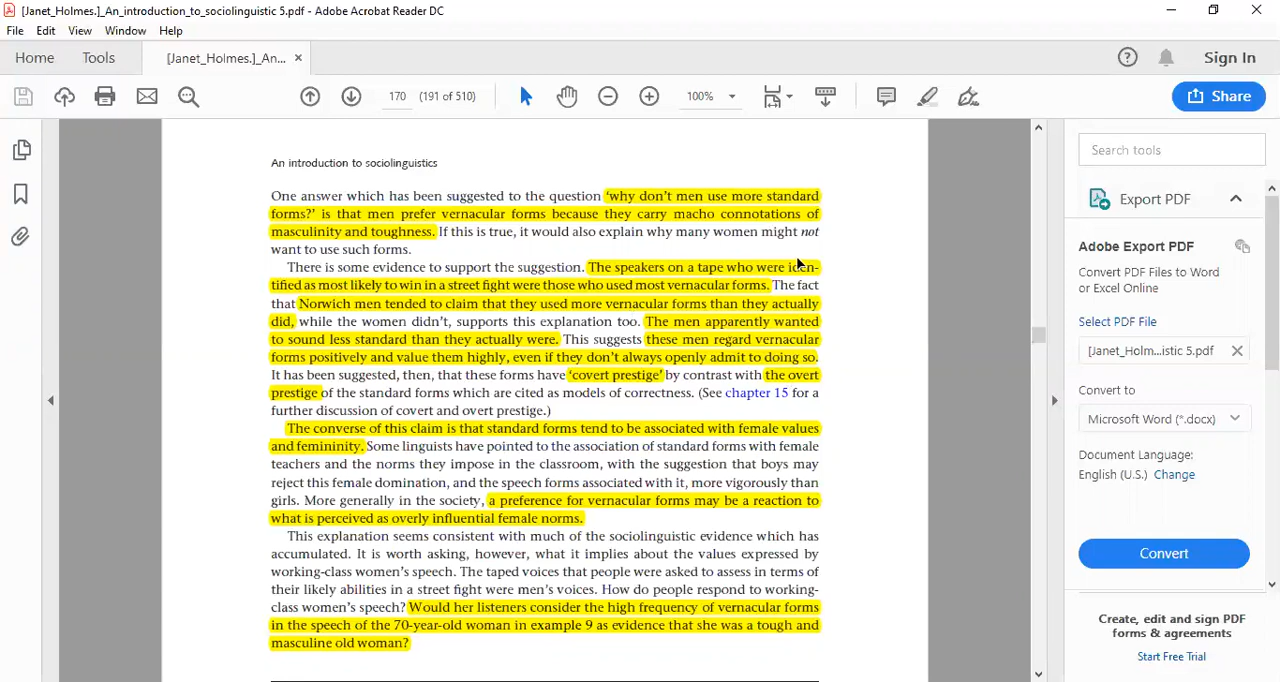 [Janet_Holmes.]_An_introduction_to_sociolinguistic 5.pdf - Adobe Acrobat Reader DC
File Edit View Window Help
Home Tools [Janet_Holmes.]_An... × Sign In
170 (191 of 510) 100% Share
An introduction to sociolinguistics
One answer which has been suggested to the question ‘why don’t men use more standard
forms?’ is that men prefer vernacular forms because they carry macho connotations of
masculinity and toughness. If this is true, it would also explain why many women might not
want to use such forms.
There is some evidence to support the suggestion. The speakers on a tape who were iden-
tified as most likely to win in a street fight were those who used most vernacular forms. The fact
that Norwich men tended to claim that they used more vernacular forms than they actually
did, while the women didn’t, supports this explanation too. The men apparently wanted
to sound less standard than they actually were. This suggests these men regard vernacular
forms positively and value them highly, even if they don’t always openly admit to doing so.
It has been suggested, then, that these forms have ‘covert prestige’ by contrast with the overt
prestige of the standard forms which are cited as models of correctness. (See chapter 15 for a
further discussion of covert and overt prestige.)
The converse of this claim is that standard forms tend to be associated with female values
and femininity. Some linguists have pointed to the association of standard forms with female
teachers and the norms they impose in the classroom, with the suggestion that boys may
reject this female domination, and the speech forms associated with it, more vigorously than
girls. More generally in the society, a preference for vernacular forms may be a reaction to
what is perceived as overly influential female norms.
This explanation seems consistent with much of the sociolinguistic evidence which has
accumulated. It is worth asking, however, what it implies about the values expressed by
working-class women’s speech. The taped voices that people were asked to assess in terms of
their likely abilities in a street fight were men’s voices. How do people respond to working-
class women’s speech? Would her listeners consider the high frequency of vernacular forms
in the speech of the 70-year-old woman in example 9 as evidence that she was a tough and
masculine old woman?
Search tools
Export PDF
Adobe Export PDF
Convert PDF Files to Word
or Excel Online
Select PDF File
[Janet_Holm...istic 5.pdf
Convert to
Microsoft Word (*.docx)
Document Language:
English (U.S.) Change
Convert
Create, edit and sign PDF
forms & agreements
Start Free Trial